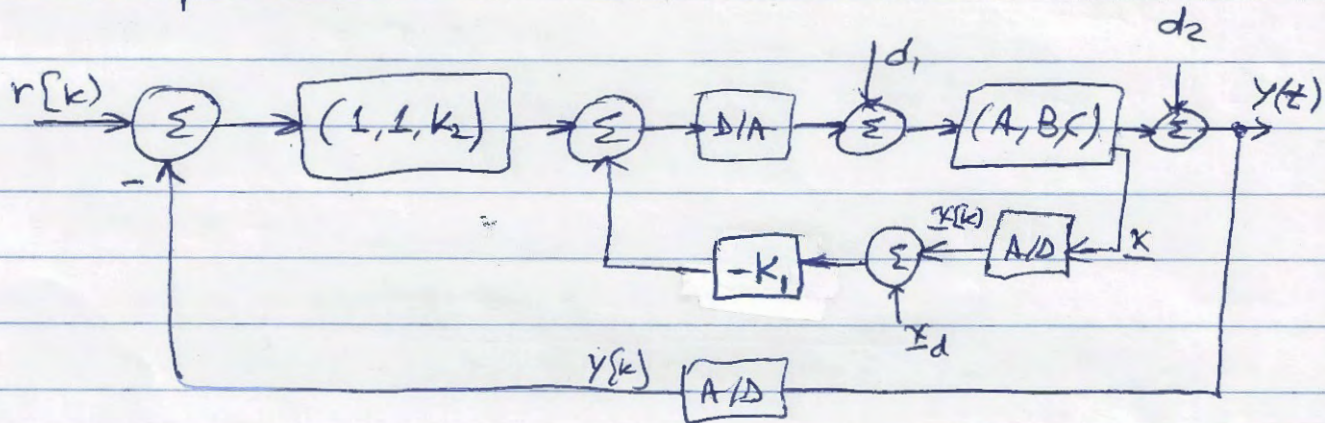 d2
r[k) Σ (1,1,K2) Σ D/A d1 Σ (A,B,C) Σ y(t)
-
-K1 Σ x[k) A/D x
xd
y[k] A/D